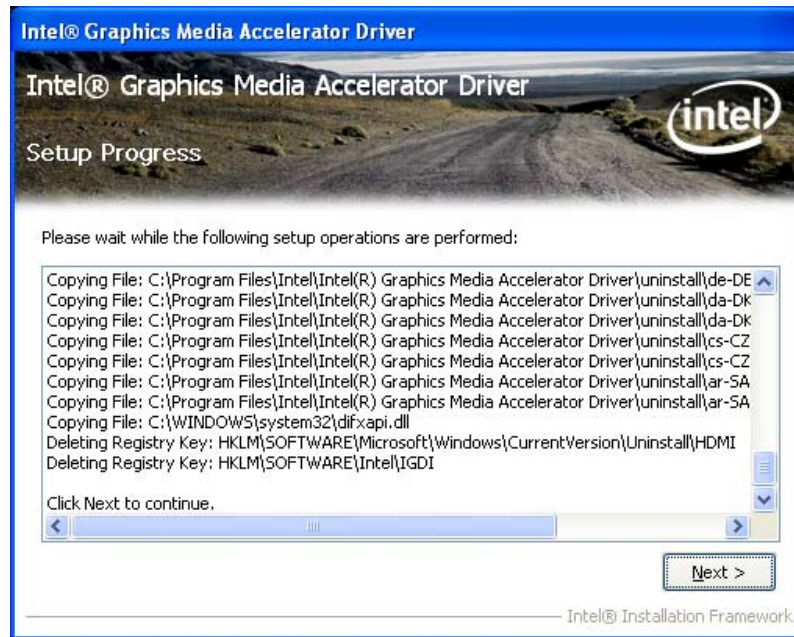 Intel® Graphics Media Accelerator Driver
Intel® Graphics Media Accelerator Driver
intel
Setup Progress
Please wait while the following setup operations are performed:
Copying File: C:\Program Files\Intel\Intel(R) Graphics Media Accelerator Driver\uninstall\de-DE
Copying File: C:\Program Files\Intel\Intel(R) Graphics Media Accelerator Driver\uninstall\da-DK
Copying File: C:\Program Files\Intel\Intel(R) Graphics Media Accelerator Driver\uninstall\da-DK
Copying File: C:\Program Files\Intel\Intel(R) Graphics Media Accelerator Driver\uninstall\cs-CZ
Copying File: C:\Program Files\Intel\Intel(R) Graphics Media Accelerator Driver\uninstall\cs-CZ
Copying File: C:\Program Files\Intel\Intel(R) Graphics Media Accelerator Driver\uninstall\ar-SA
Copying File: C:\Program Files\Intel\Intel(R) Graphics Media Accelerator Driver\uninstall\ar-SA
Copying File: C:\WINDOWS\system32\difxapi.dll
Deleting Registry Key: HKLM\SOFTWARE\Microsoft\Windows\CurrentVersion\Uninstall\HDMI
Deleting Registry Key: HKLM\SOFTWARE\Intel\IGDI
Click Next to continue.
Next >
Intel® Installation Framework